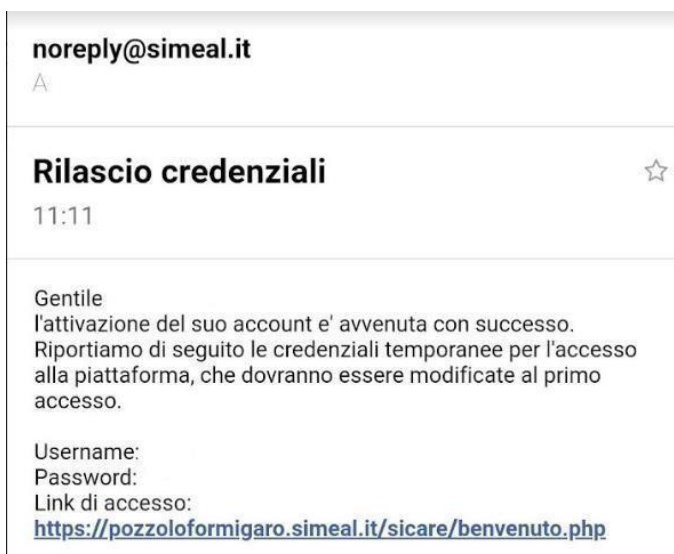 noreply@simeal.it
A
Rilascio credenziali
11:11
Gentile
l'attivazione del suo account e' avvenuta con successo.
Riportiamo di seguito le credenziali temporanee per l'accesso
alla piattaforma, che dovranno essere modificate al primo
accesso.
Username:
Password:
Link di accesso:
https://pozzoloformigaro.simeal.it/sicare/benvenuto.php